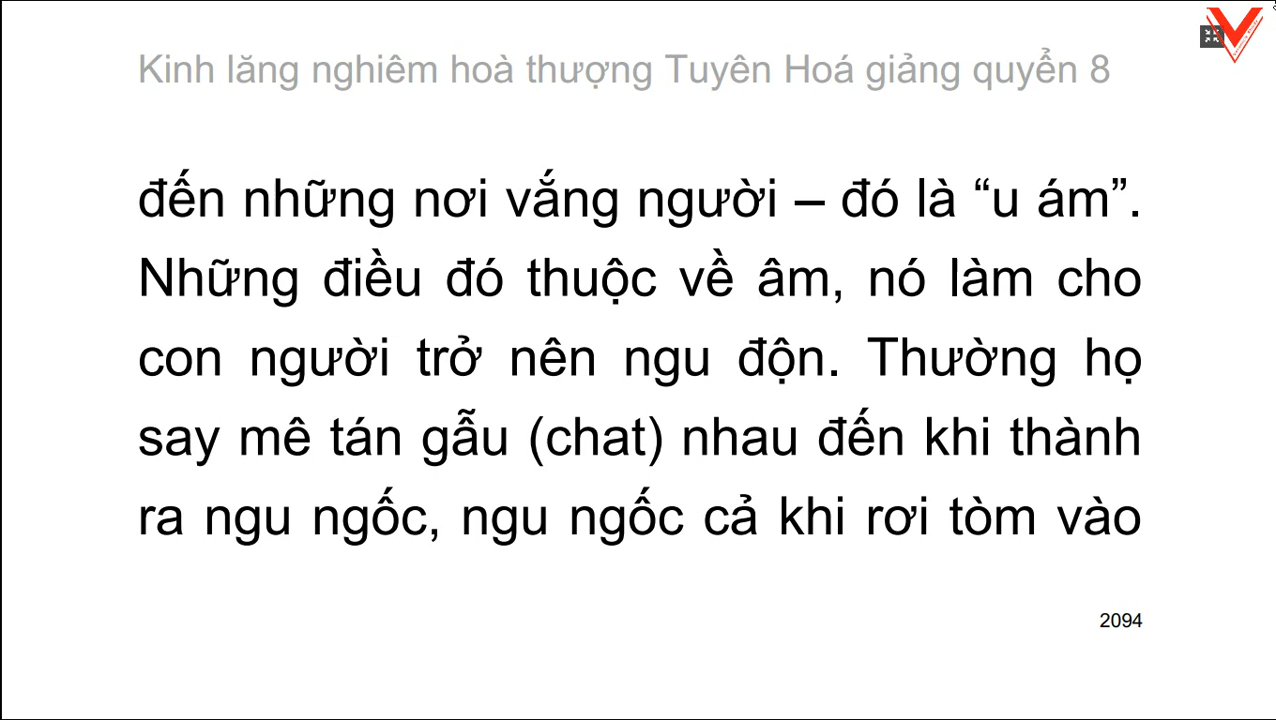 Kinh lăng nghiêm hoà thượng Tuyên Hoá giảng quyển 8
đến những nơi vắng người – đó là “u ám”.
Những điều đó thuộc về âm, nó làm cho
con người trở nên ngu độn. Thường họ
say mê tán gẫu (chat) nhau đến khi thành
ra ngu ngốc, ngu ngốc cả khi rơi tòm vào
2094